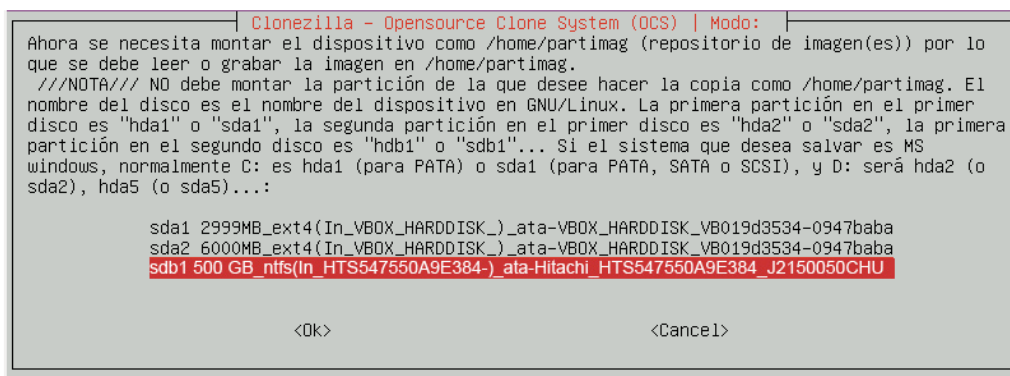 Clonezilla - Opensource Clone System (OCS) | Modo:
Ahora se necesita montar el dispositivo como /home/partimag (repositorio de imagen(es)) por lo
que se debe leer o grabar la imagen en /home/partimag.
///NOTA/// NO debe montar la partición de la que desee hacer la copia como /home/partimag. El
nombre del disco es el nombre del dispositivo en GNU/Linux. La primera partición en el primer
disco es "hda1" o "sda1", la segunda partición en el primer disco es "hda2" o "sda2", la primera
partición en el segundo disco es "hdb1" o "sdb1"... Si el sistema que desea salvar es MS
windows, normalmente C: es hda1 (para PATA) o sda1 (para PATA, SATA o SCSI), y D: será hda2 (o
sda2), hda5 (o sda5)...:
sda1 2999MB_ext4(In_VBOX_HARDDISK_)_ata-VBOX_HARDDISK_VB019d3534-0947baba
sda2 6000MB_ext4(In_VBOX_HARDDISK_)_ata-VBOX_HARDDISK_VB019d3534-0947baba
sdb1 500 GB_ntfs(In_HTS547550A9E384-)_ata-Hitachi_HTS547550A9E384_J2150050CHU
<Ok> <Cancel>